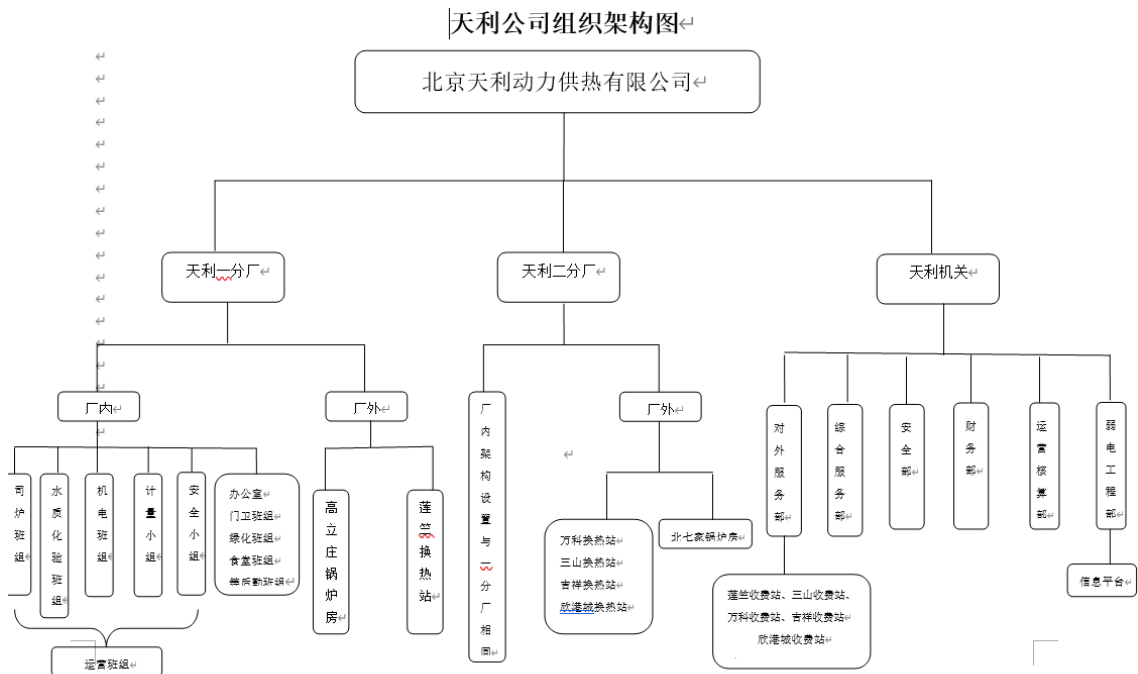 天利公司组织架构图
北京天利动力供热有限公司
天利一分厂
天利二分厂
天利机关
厂内
厂外
厂内架构设置与一分厂相同
厂外
对外服务部
综合服务部
安全部
财务部
运营核算部
弱电工程部
司炉班组
水质化验班组
机电班组
计量小组
安全小组
办公室
门卫班组
绿化班组
食堂班组
等后勤班组
高立庄锅炉房
莲竺换热站
万科换热站
三山换热站
吉祥换热站
欣港城换热站
北七家锅炉房
信息平台
莲竺收费站、三山收费站、
万科收费站、吉祥收费站
欣港城收费站
运营班组